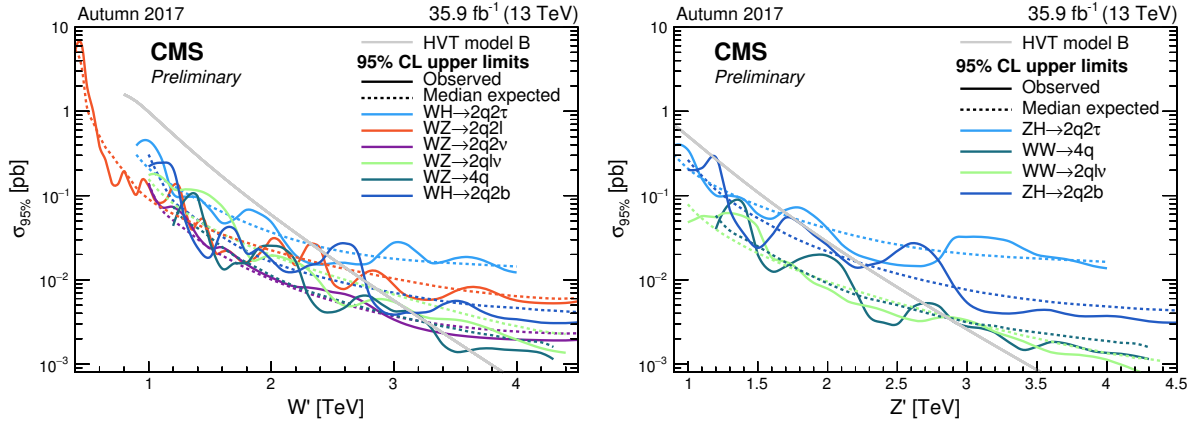 Autumn 2017 35.9 fb⁻¹ (13 TeV)
CMS
Preliminary
HVT model B
95% CL upper limits
Observed
Median expected
WH→2q2τ
WZ→2q2l
WZ→2q2ν
WZ→2qlν
WZ→4q
WH→2q2b
σ95% [pb]
10
1
10⁻¹
10⁻²
10⁻³
1 2 3 4
W' [TeV]
Autumn 2017 35.9 fb⁻¹ (13 TeV)
CMS
Preliminary
HVT model B
95% CL upper limits
Observed
Median expected
ZH→2q2τ
WW→4q
WW→2qlν
ZH→2q2b
σ95% [pb]
10
1
10⁻¹
10⁻²
10⁻³
1 1.5 2 2.5 3 3.5 4 4.5
Z' [TeV]